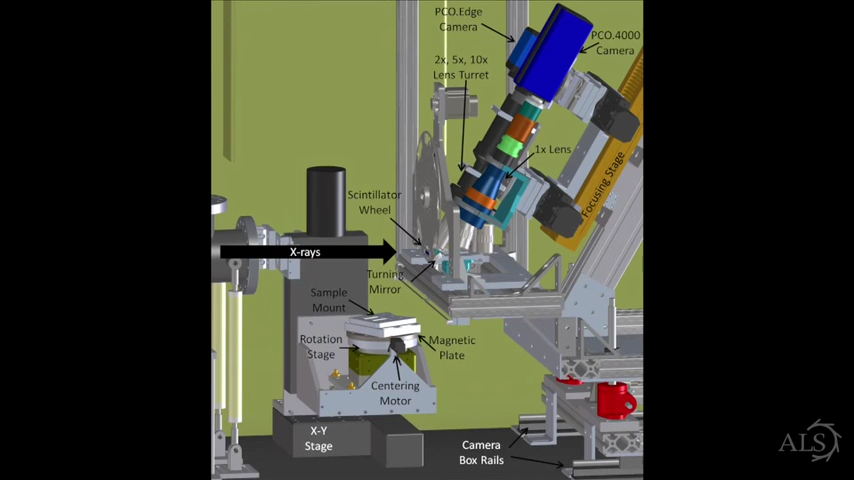 PCO.Edge
Camera
PCO.4000
Camera
2x, 5x, 10x
Lens Turret
1x Lens
Focusing Stage
Scintillator
Wheel
X-rays
Turning
Mirror
Sample
Mount
Rotation
Stage
Magnetic
Plate
Centering
Motor
X-Y
Stage
Camera
Box Rails
ALS